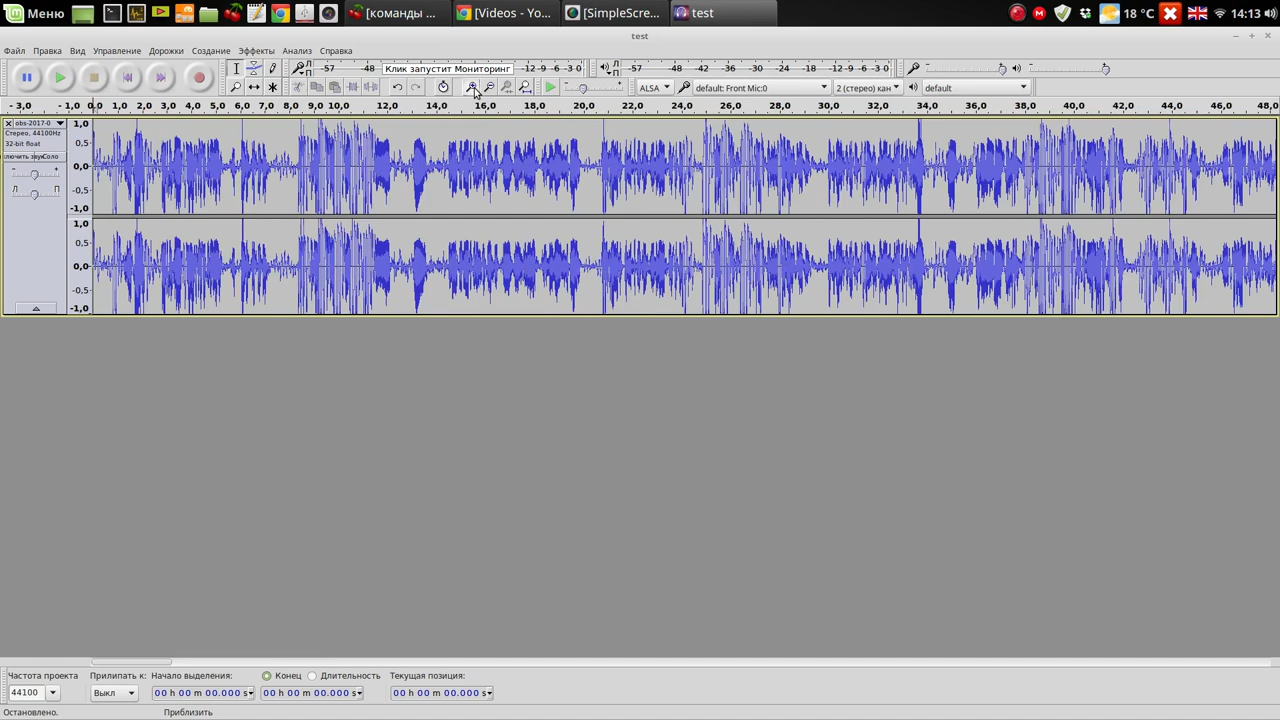 Меню [команды ... [Videos - Yo... [SimpleScre... test 18 °C 14:13
test
Файл Правка Вид Управление Дорожки Создание Эффекты Анализ Справка
Л П -57 -48 Клик запустит Мониторинг -12 -9 -6 -3 0 Л П -57 -48 -42 -36 -30 -24 -18 -12 -9 -6 -3 0
ALSA default: Front Mic:0 2 (стерео) кан default
-3,0 -1,0 0 1,0 2,0 3,0 4,0 5,0 6,0 7,0 8,0 9,0 10,0 12,0 14,0 16,0 18,0 20,0 22,0 24,0 26,0 28,0 30,0 32,0 34,0 36,0 38,0 40,0 42,0 44,0 46,0 48,0
obs-2017-0 1,0
Стерео, 44100Hz
32-bit float 0,5
лючить звук Соло 0,0
- +
Л П -0,5
-1,0
1,0
0,5
0,0
-0,5
-1,0
Частота проекта Прилипать к: Начало выделения: Конец Длительность Текущая позиция:
44100 Выкл 00 h 00 m 00.000 s 00 h 00 m 00.000 s 00 h 00 m 00.000 s
Остановлено. Приблизить